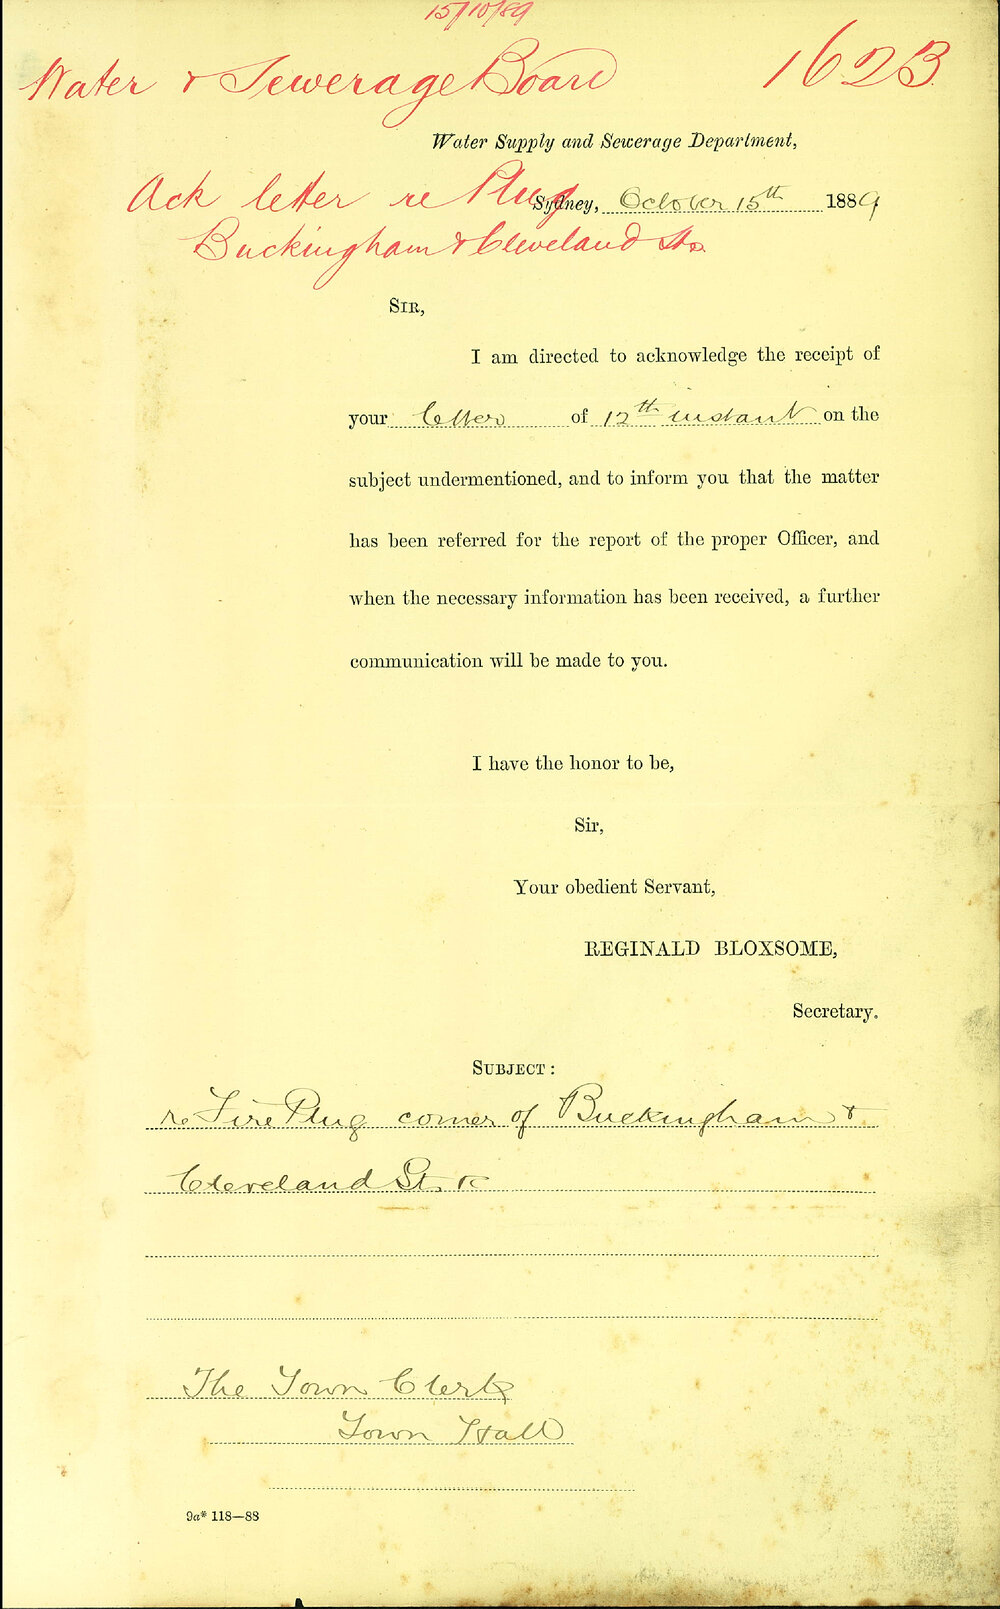 15/10/89
Water & Sewerage Board 1623
Water Supply and Sewerage Department,
Ack letter re Plug
Sydney, October 15th 1889
Buckingham & Cleveland Sts.
SIR,
I am directed to acknowledge the receipt of
your letter of 12th instant on the
subject undermentioned, and to inform you that the matter
has been referred for the report of the proper Officer, and
when the necessary information has been received, a further
communication will be made to you.
I have the honor to be,
Sir,
Your obedient Servant,
REGINALD BLOXSOME,
Secretary.
SUBJECT:
re Fire Plug corner of Buckingham &
Cleveland St.
The Town Clerk
Town Hall
9a* 118—88